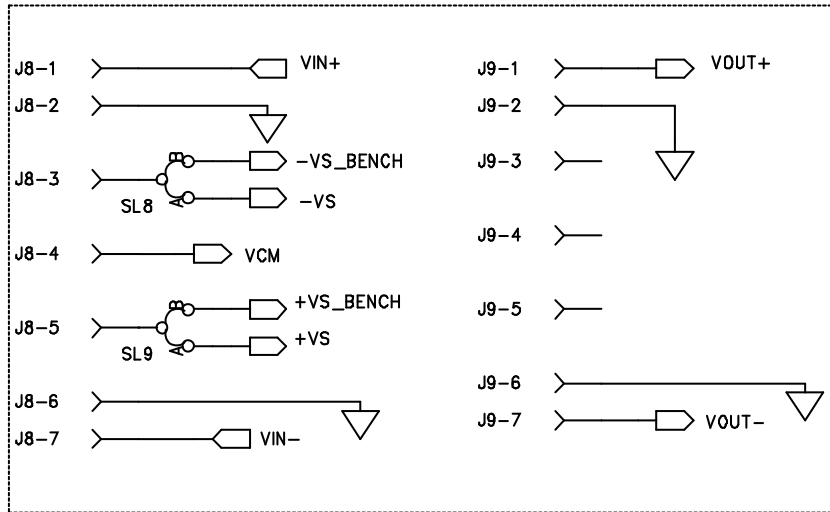 J8-1 VIN+
J8-2
B
J8-3 -VS_BENCH
SL8 A -VS
J8-4 VCM
B
J8-5 +VS_BENCH
SL9 A +VS
J8-6
J8-7 VIN-
J9-1 VOUT+
J9-2
J9-3
J9-4
J9-5
J9-6
J9-7 VOUT-